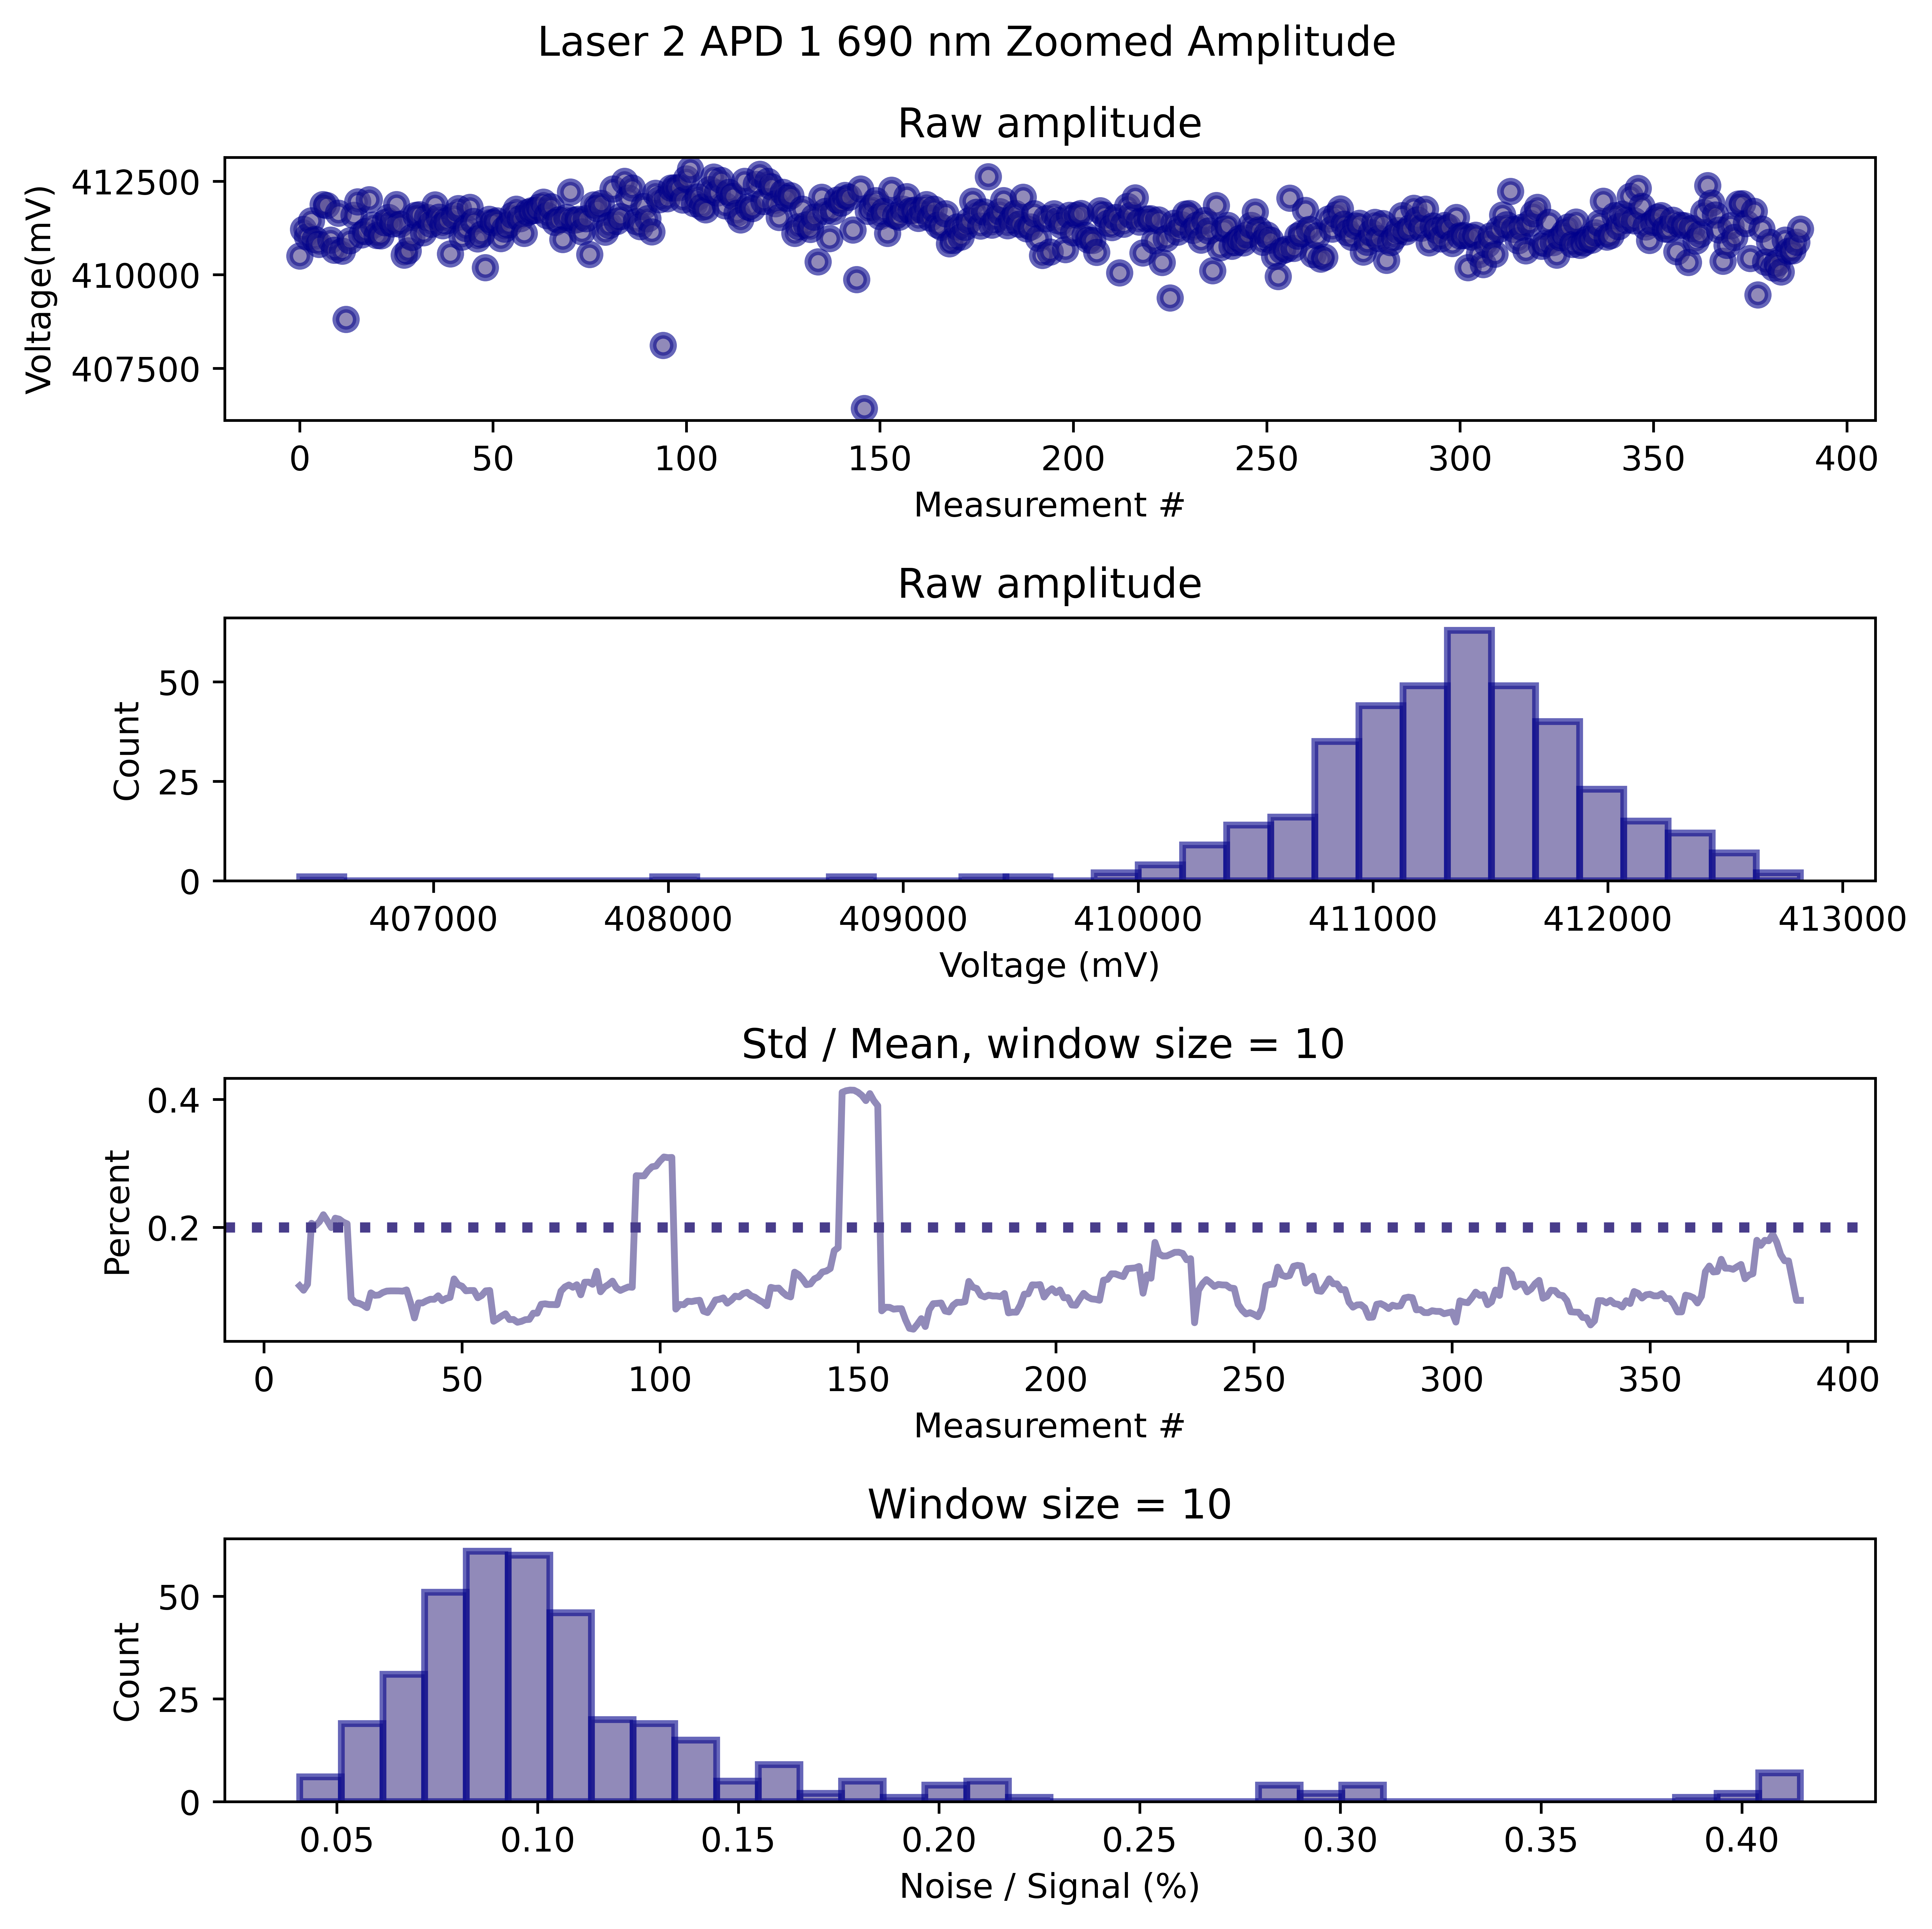 Laser 2 APD 1 690 nm Zoomed Amplitude
Raw amplitude
Voltage(mV)
412500
410000
407500
0 50 100 150 200 250 300 350 400
Measurement #
Raw amplitude
Count
50
25
0
407000 408000 409000 410000 411000 412000 413000
Voltage (mV)
Std / Mean, window size = 10
Percent
0.4
0.2
0 50 100 150 200 250 300 350 400
Measurement #
Window size = 10
Count
50
25
0
0.05 0.10 0.15 0.20 0.25 0.30 0.35 0.40
Noise / Signal (%)